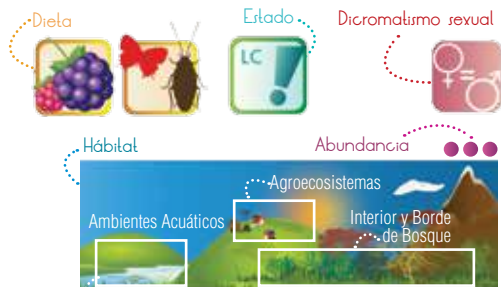 Dieta
Estado
Dicromatismo sexual
LC
Hábitat
Abundancia
Agroecosistemas
Ambientes Acuáticos
Interior y Borde
de Bosque